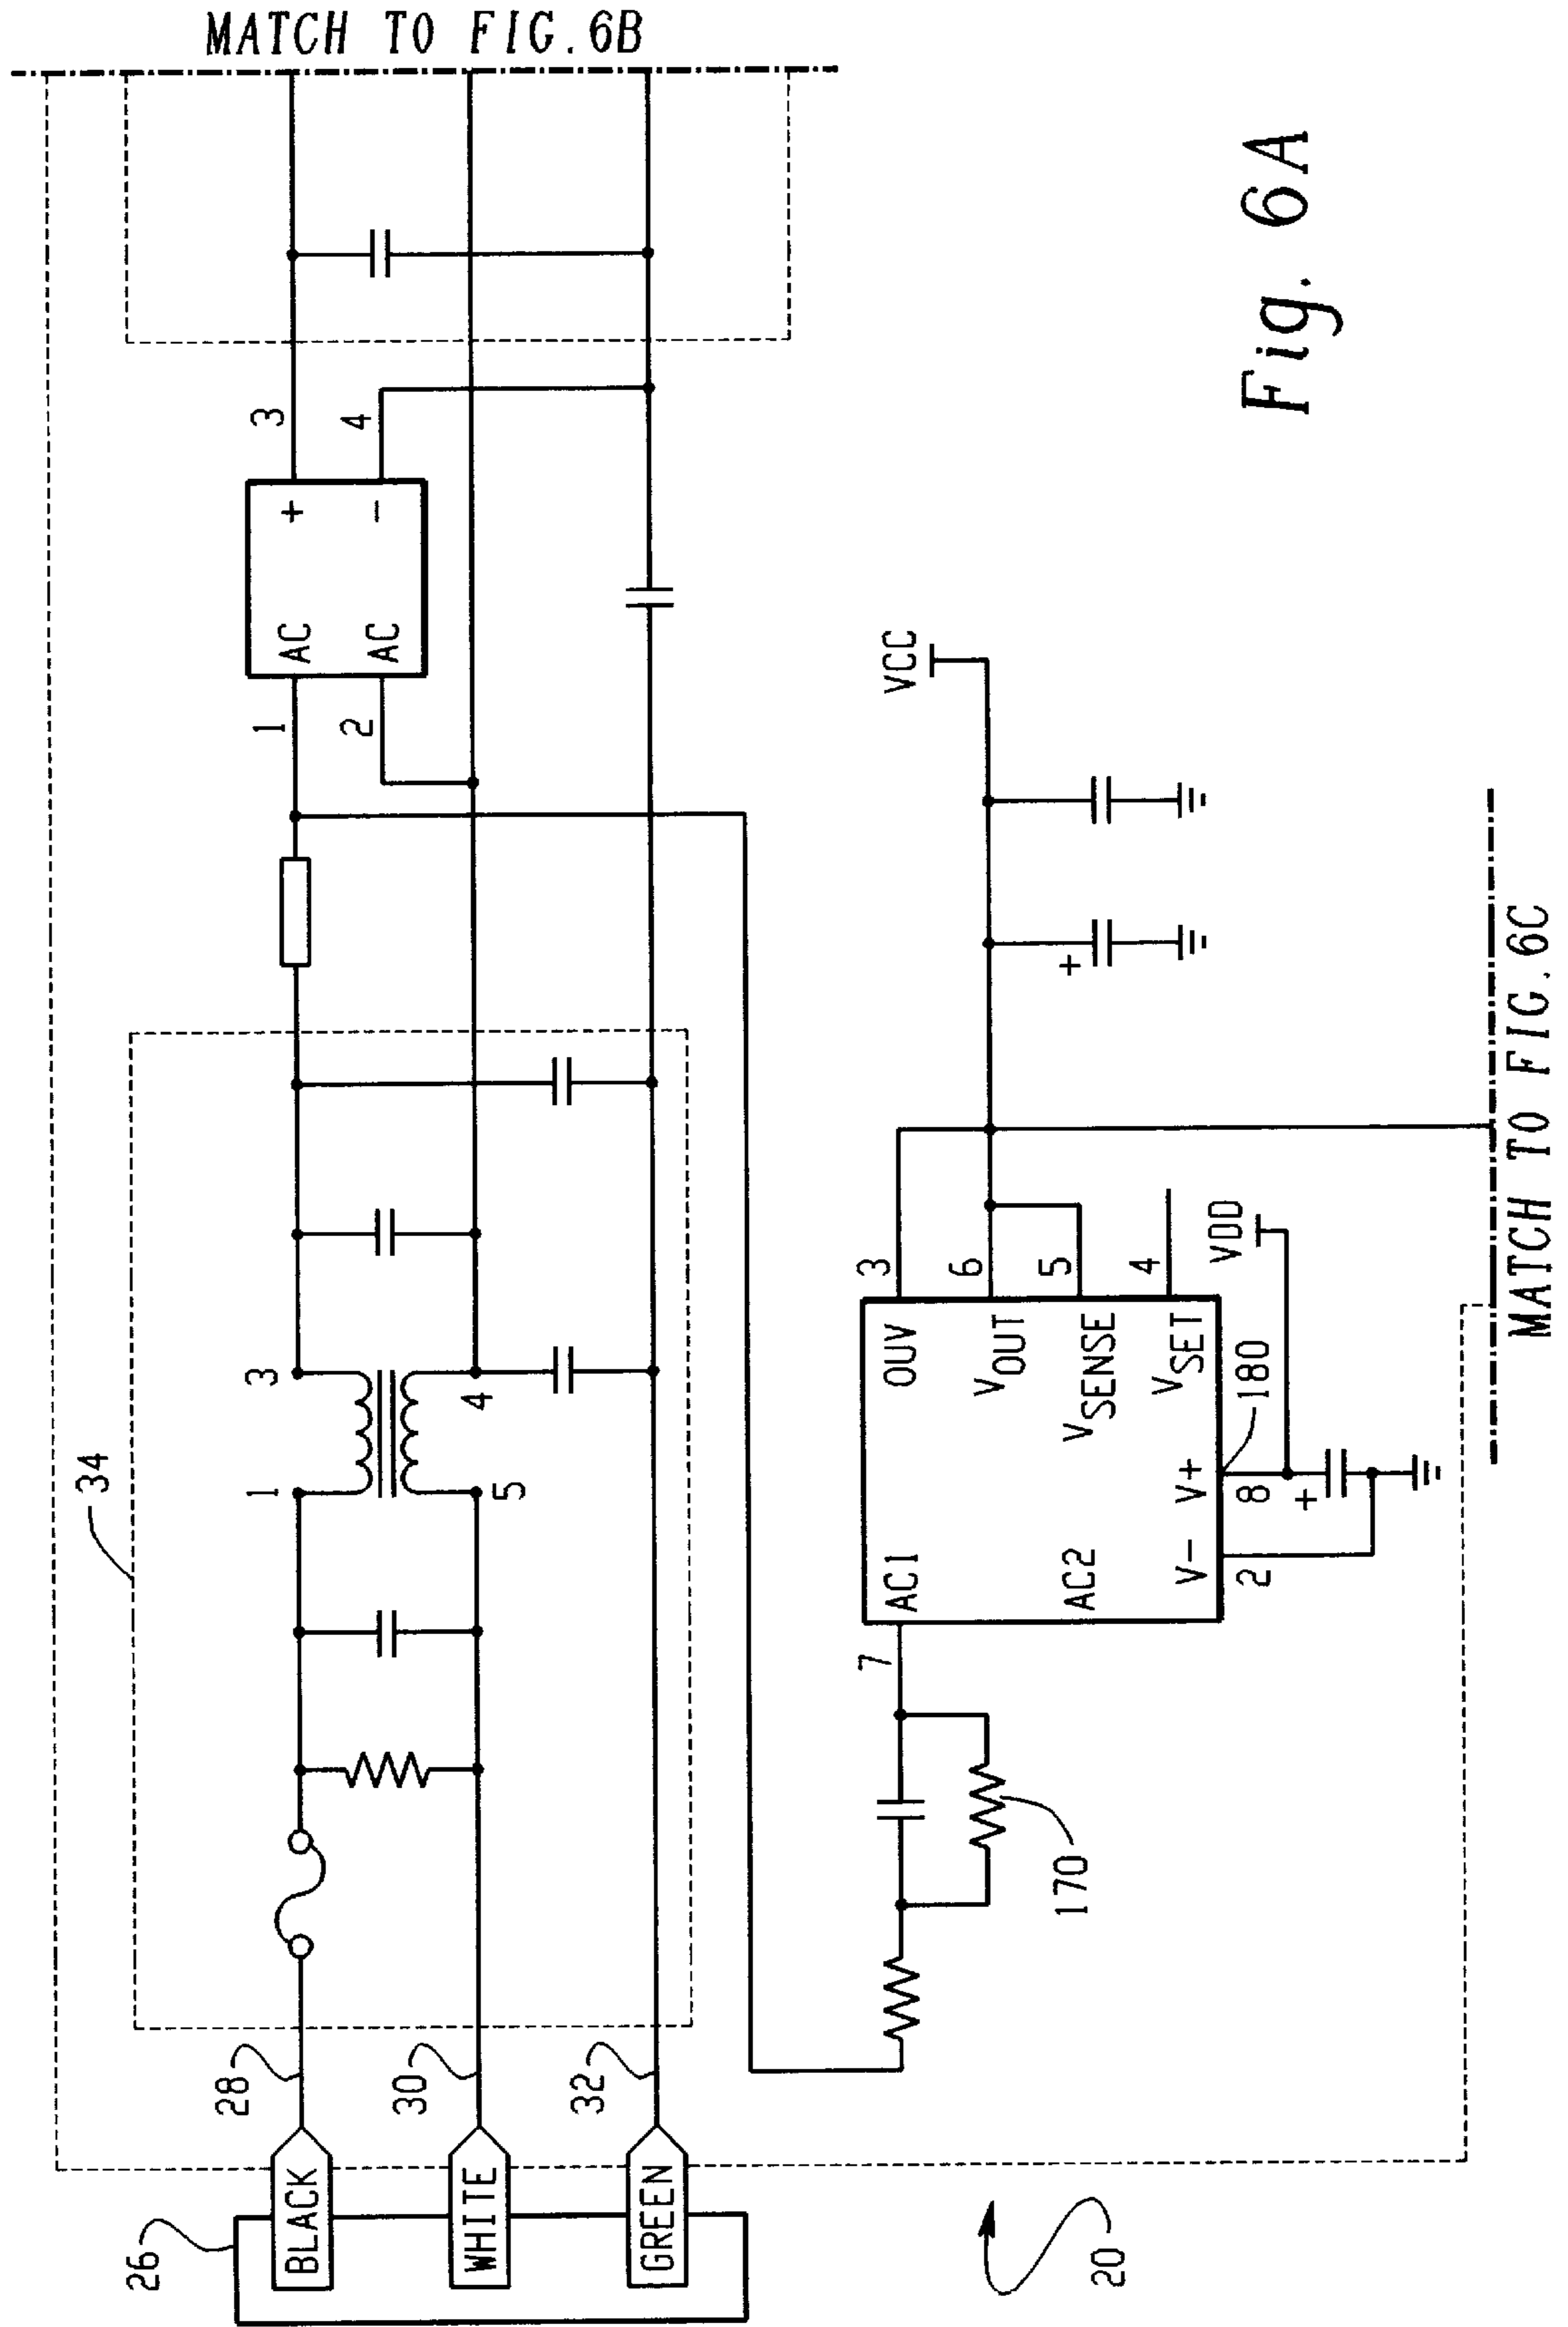 MATCH TO FIG.6B
34
26
28
BLACK
1
3
1
AC
+
3
2
AC
-
4
30
WHITE
5
4
32
GREEN
7
AC1
OUV
3
VOUT
6
VCC
170
AC2
VSENSE
5
+
V-
V+
VSET
4
2
8
180
VDD
+
20
MATCH TO FIG.6C
Fig. 6A